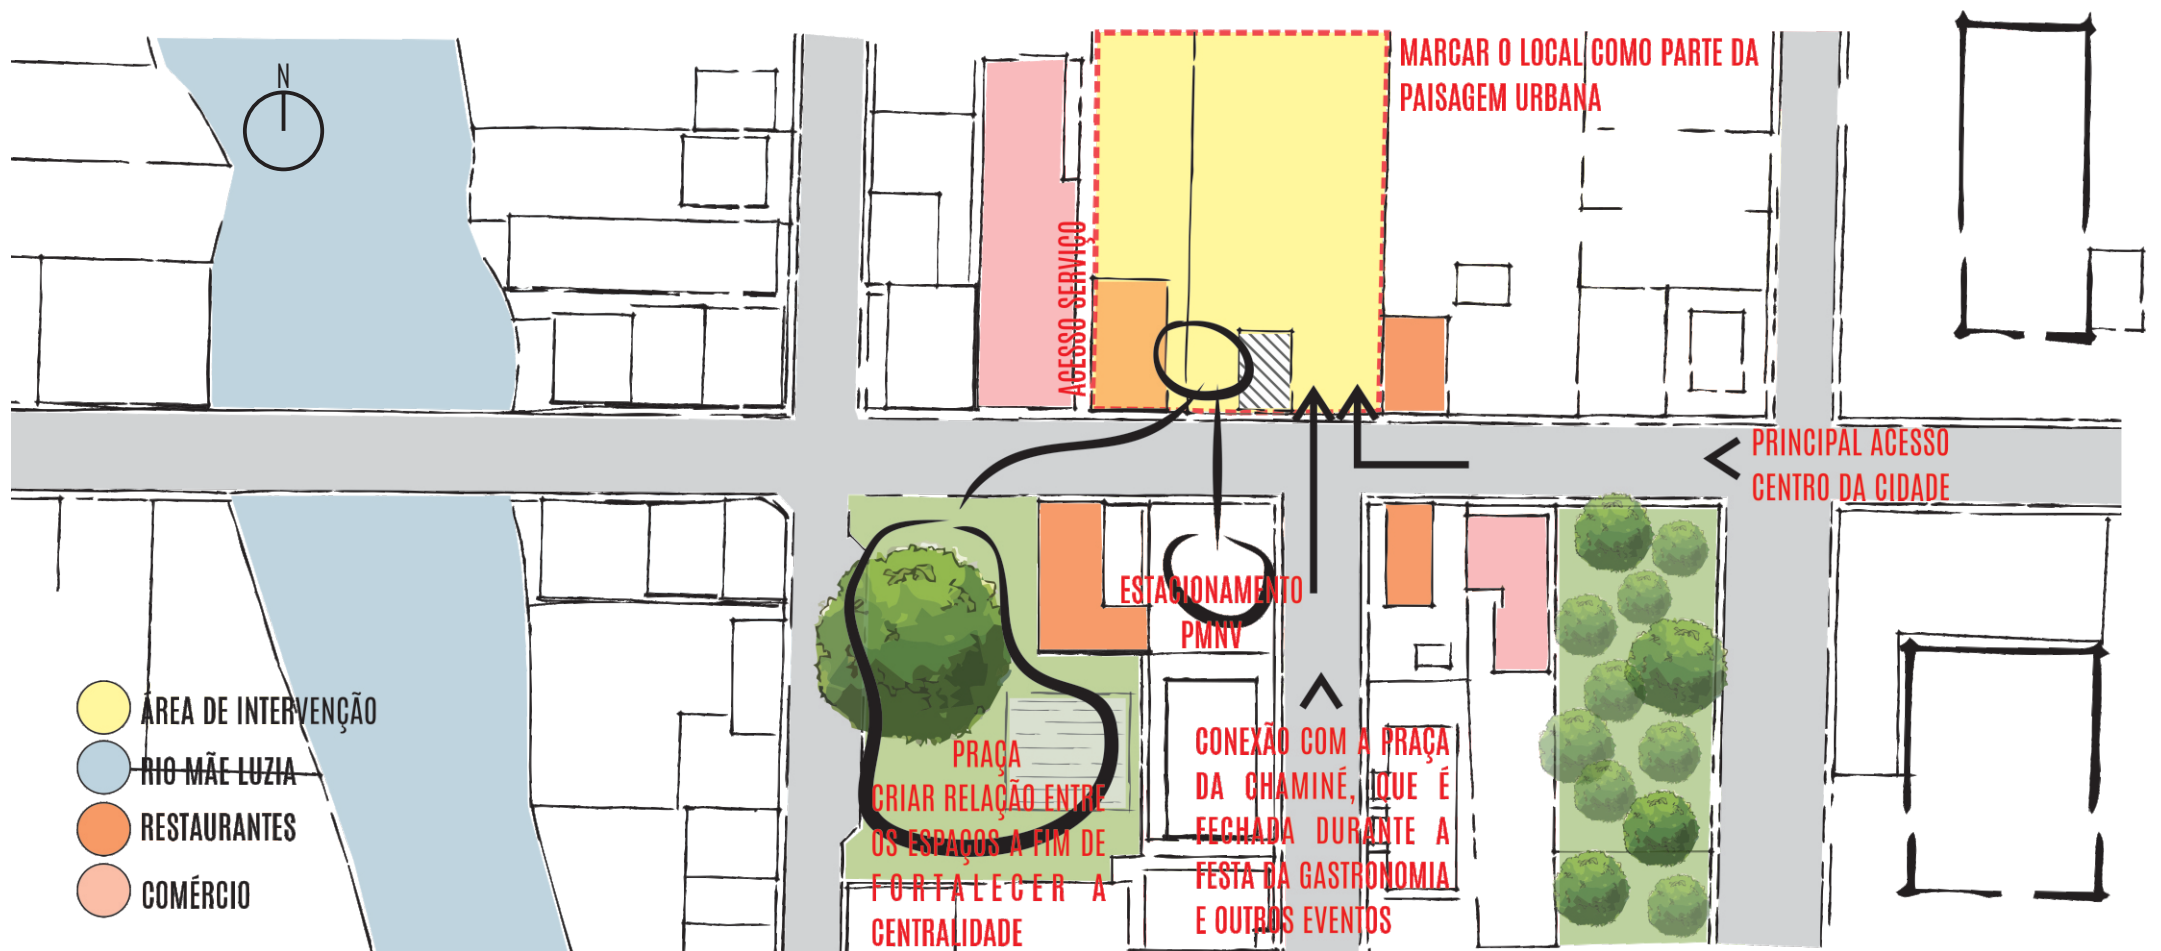 N
MARCAR O LOCAL COMO PARTE DA
PAISAGEM URBANA
ACESSO SERVIÇO
PRINCIPAL ACESSO
CENTRO DA CIDADE
ESTACIONAMENTO
PMNV
ÁREA DE INTERVENÇÃO
RIO MÃE LUZIA
RESTAURANTES
COMÉRCIO
PRAÇA
CRIAR RELAÇÃO ENTRE
OS ESPAÇOS A FIM DE
FORTALECER A
CENTRALIDADE
CONEXÃO COM A PRAÇA
DA CHAMINÉ, QUE É
FECHADA DURANTE A
FESTA DA GASTRONOMIA
E OUTROS EVENTOS